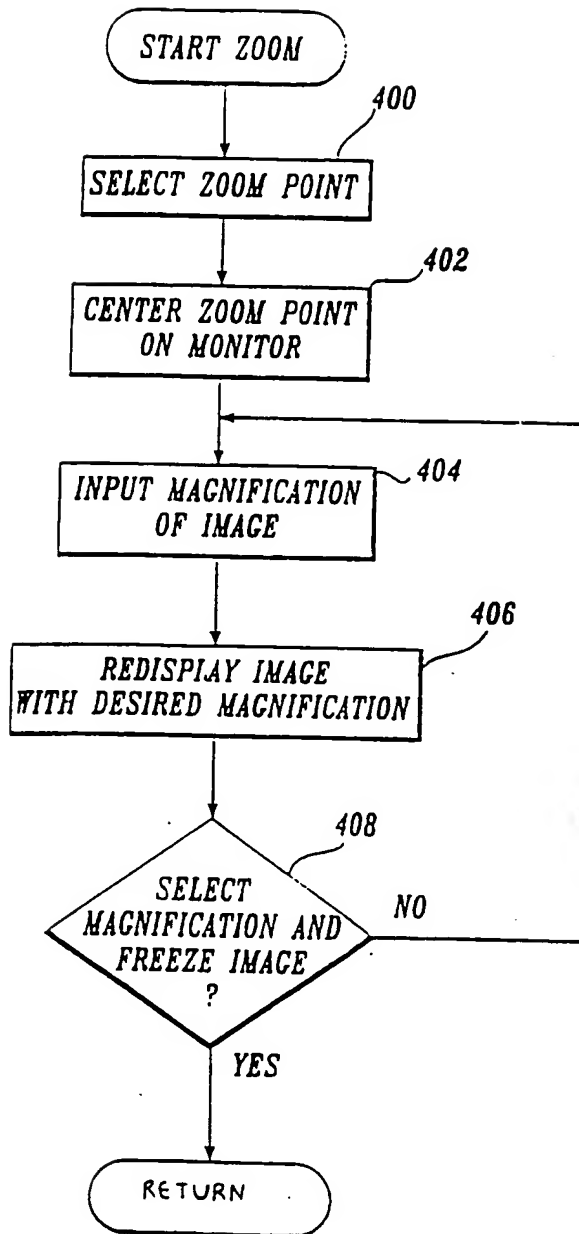 START ZOOM
400
SELECT ZOOM POINT
402
CENTER ZOOM POINT
ON MONITOR
404
INPUT MAGNIFICATION
OF IMAGE
406
REDISPLAY IMAGE
WITH DESIRED MAGNIFICATION
408
SELECT
MAGNIFICATION AND
FREEZE IMAGE
?
NO
YES
RETURN